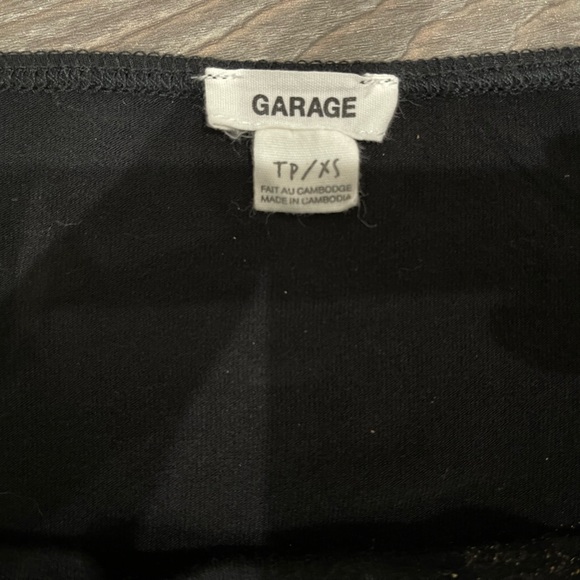 GARAGE
TP/XS
FAIT AU CAMBODGE
MADE IN CAMBODIA